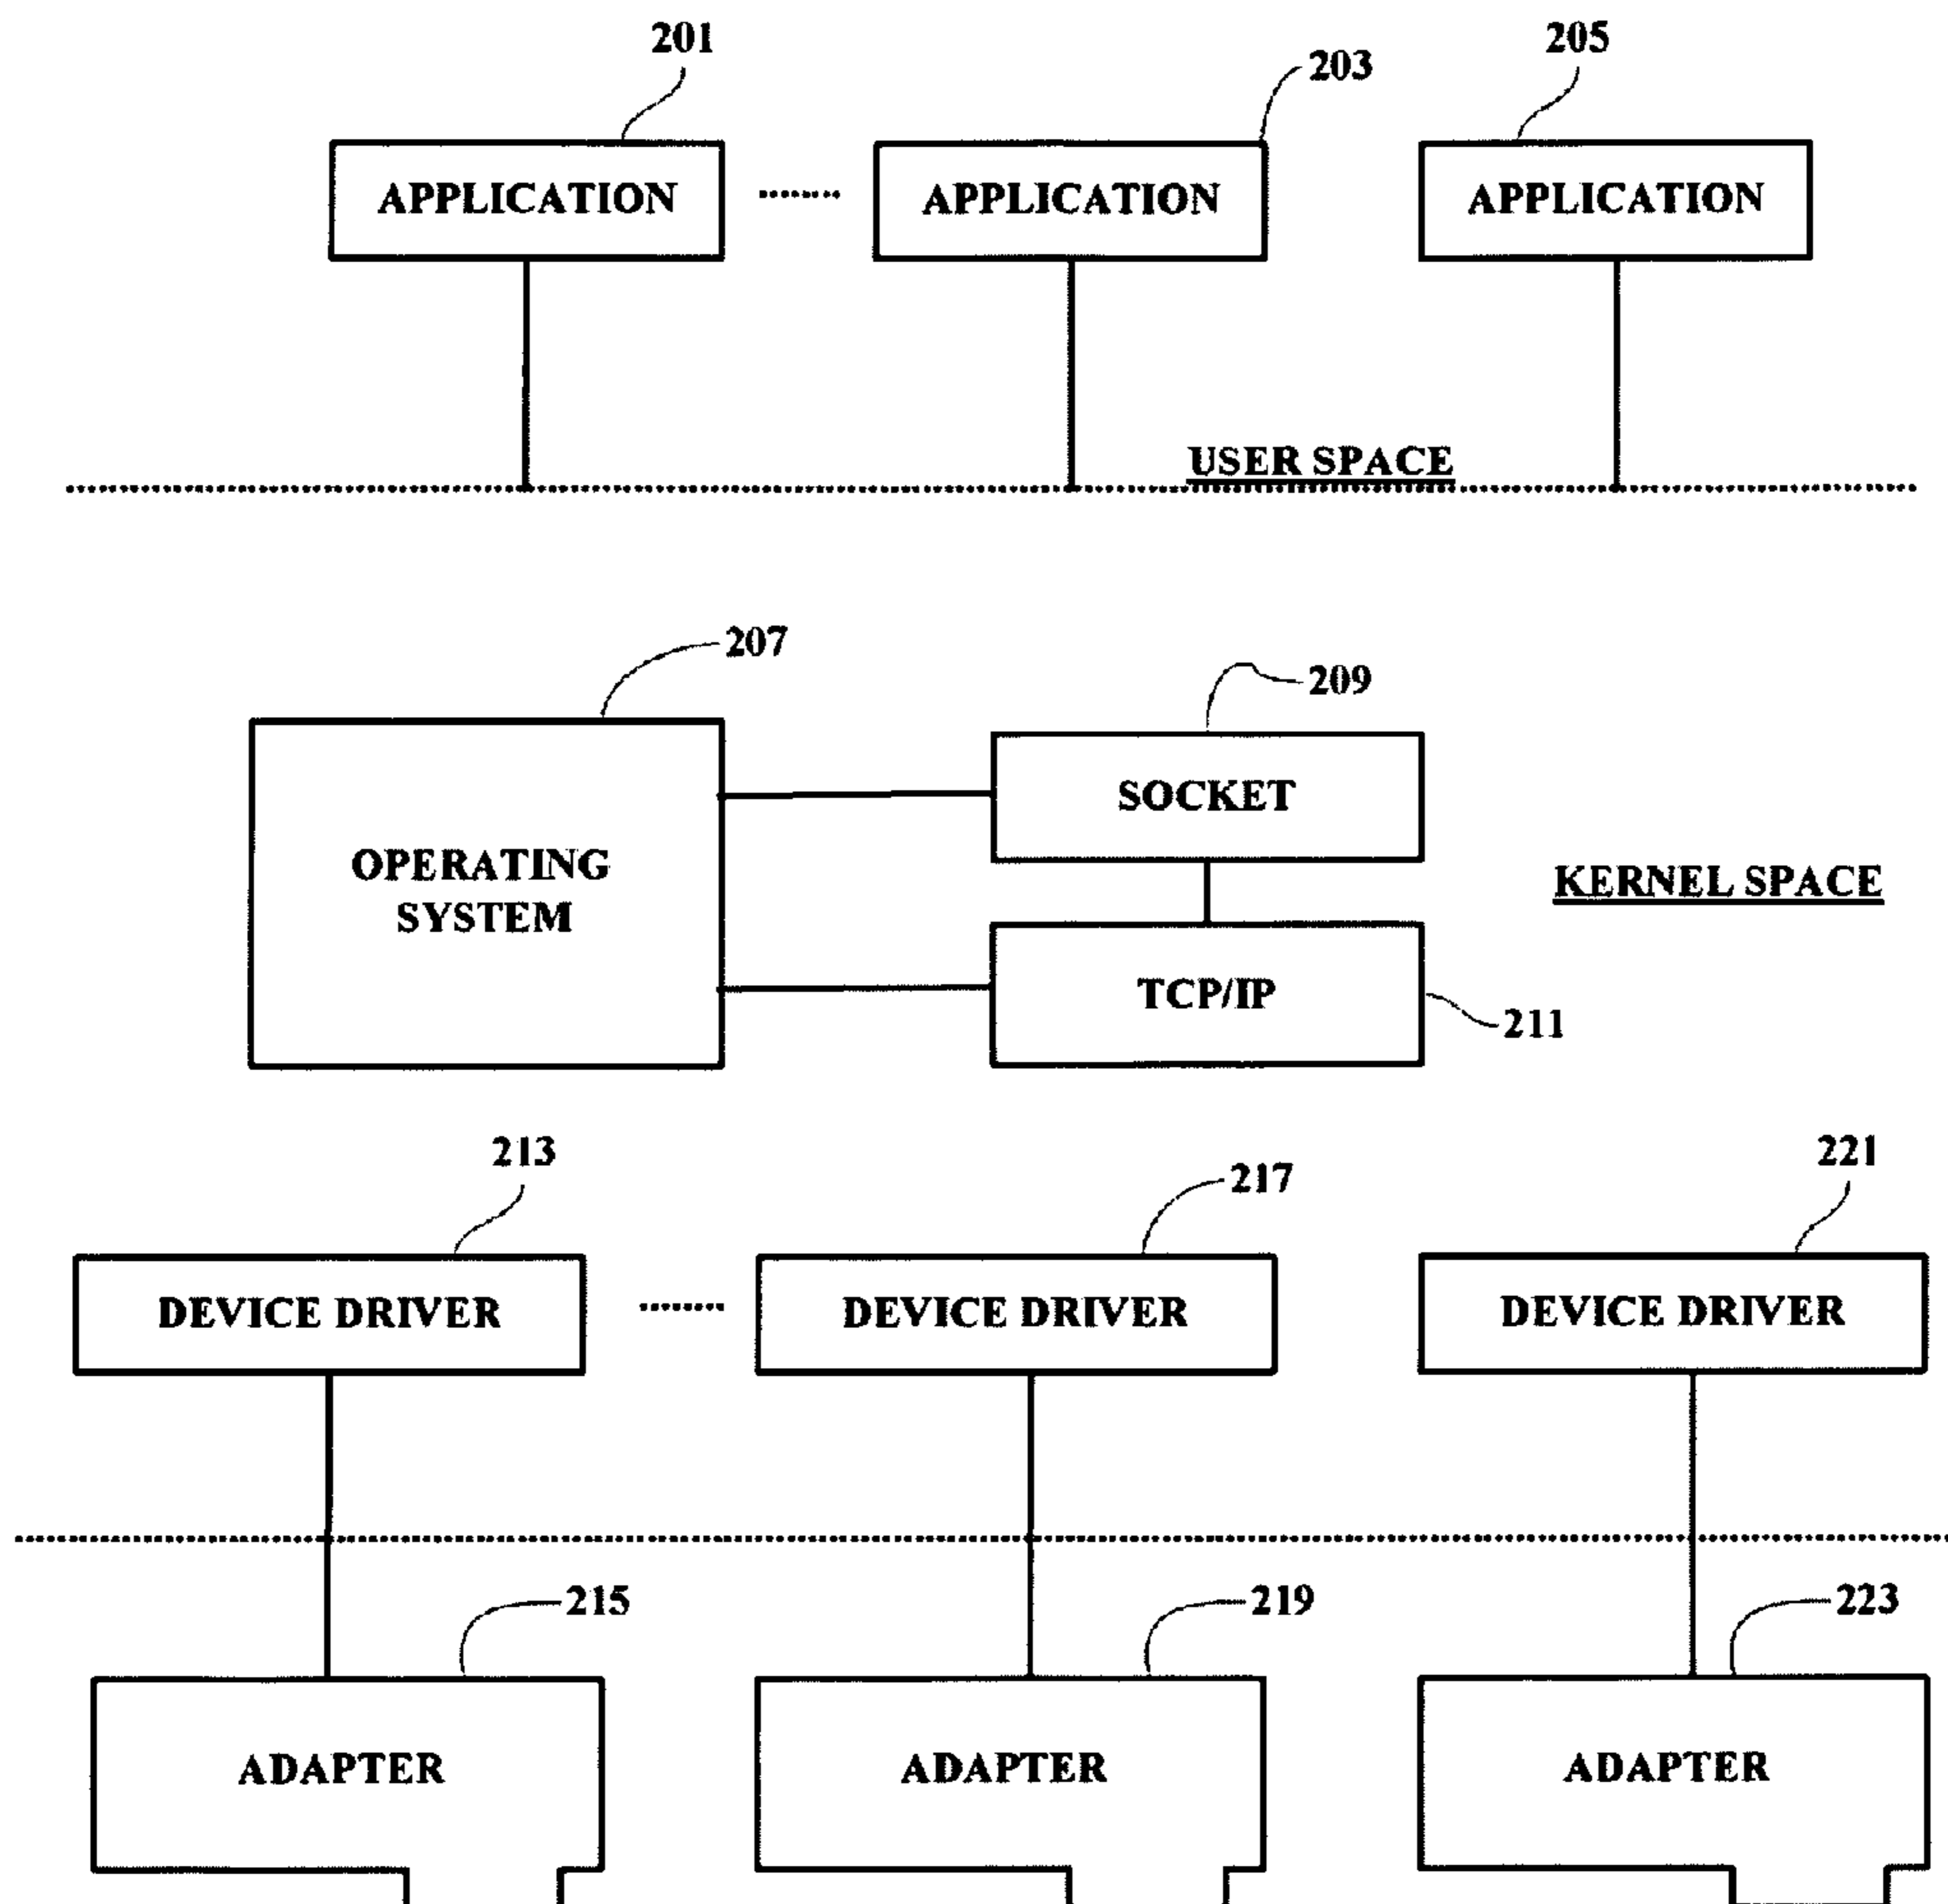 201
203
205
APPLICATION
APPLICATION
APPLICATION
USER SPACE
207
209
OPERATING
SYSTEM
SOCKET
KERNEL SPACE
TCP/IP
211
213
217
221
DEVICE DRIVER
DEVICE DRIVER
DEVICE DRIVER
215
219
223
ADAPTER
ADAPTER
ADAPTER